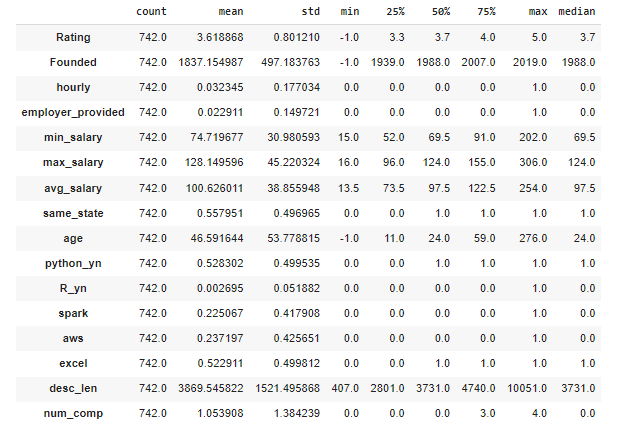 count mean std min 25% 50% 75% max median
Rating 742.0 3.618868 0.801210 -1.0 3.3 3.7 4.0 5.0 3.7
Founded 742.0 1837.154987 497.183763 -1.0 1939.0 1988.0 2007.0 2019.0 1988.0
hourly 742.0 0.032345 0.177034 0.0 0.0 0.0 0.0 1.0 0.0
employer_provided 742.0 0.022911 0.149721 0.0 0.0 0.0 0.0 1.0 0.0
min_salary 742.0 74.719677 30.980593 15.0 52.0 69.5 91.0 202.0 69.5
max_salary 742.0 128.149596 45.220324 16.0 96.0 124.0 155.0 306.0 124.0
avg_salary 742.0 100.626011 38.855948 13.5 73.5 97.5 122.5 254.0 97.5
same_state 742.0 0.557951 0.496965 0.0 0.0 1.0 1.0 1.0 1.0
age 742.0 46.591644 53.778815 -1.0 11.0 24.0 59.0 276.0 24.0
python_yn 742.0 0.528302 0.499535 0.0 0.0 1.0 1.0 1.0 1.0
R_yn 742.0 0.002695 0.051882 0.0 0.0 0.0 0.0 1.0 0.0
spark 742.0 0.225067 0.417908 0.0 0.0 0.0 0.0 1.0 0.0
aws 742.0 0.237197 0.425651 0.0 0.0 0.0 0.0 1.0 0.0
excel 742.0 0.522911 0.499812 0.0 0.0 1.0 1.0 1.0 1.0
desc_len 742.0 3869.545822 1521.495868 407.0 2801.0 3731.0 4740.0 10051.0 3731.0
num_comp 742.0 1.053908 1.384239 0.0 0.0 0.0 3.0 4.0 0.0